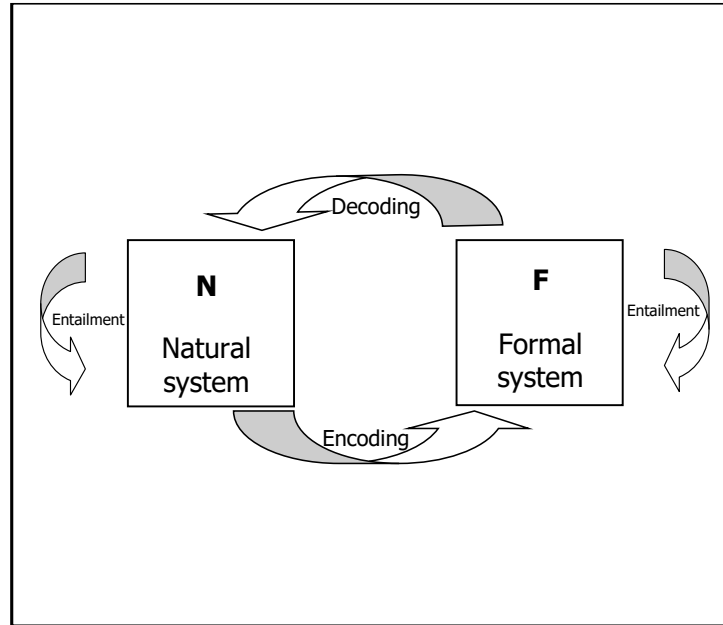 Decoding
N
Natural
system
F
Formal
system
Entailment
Entailment
Encoding